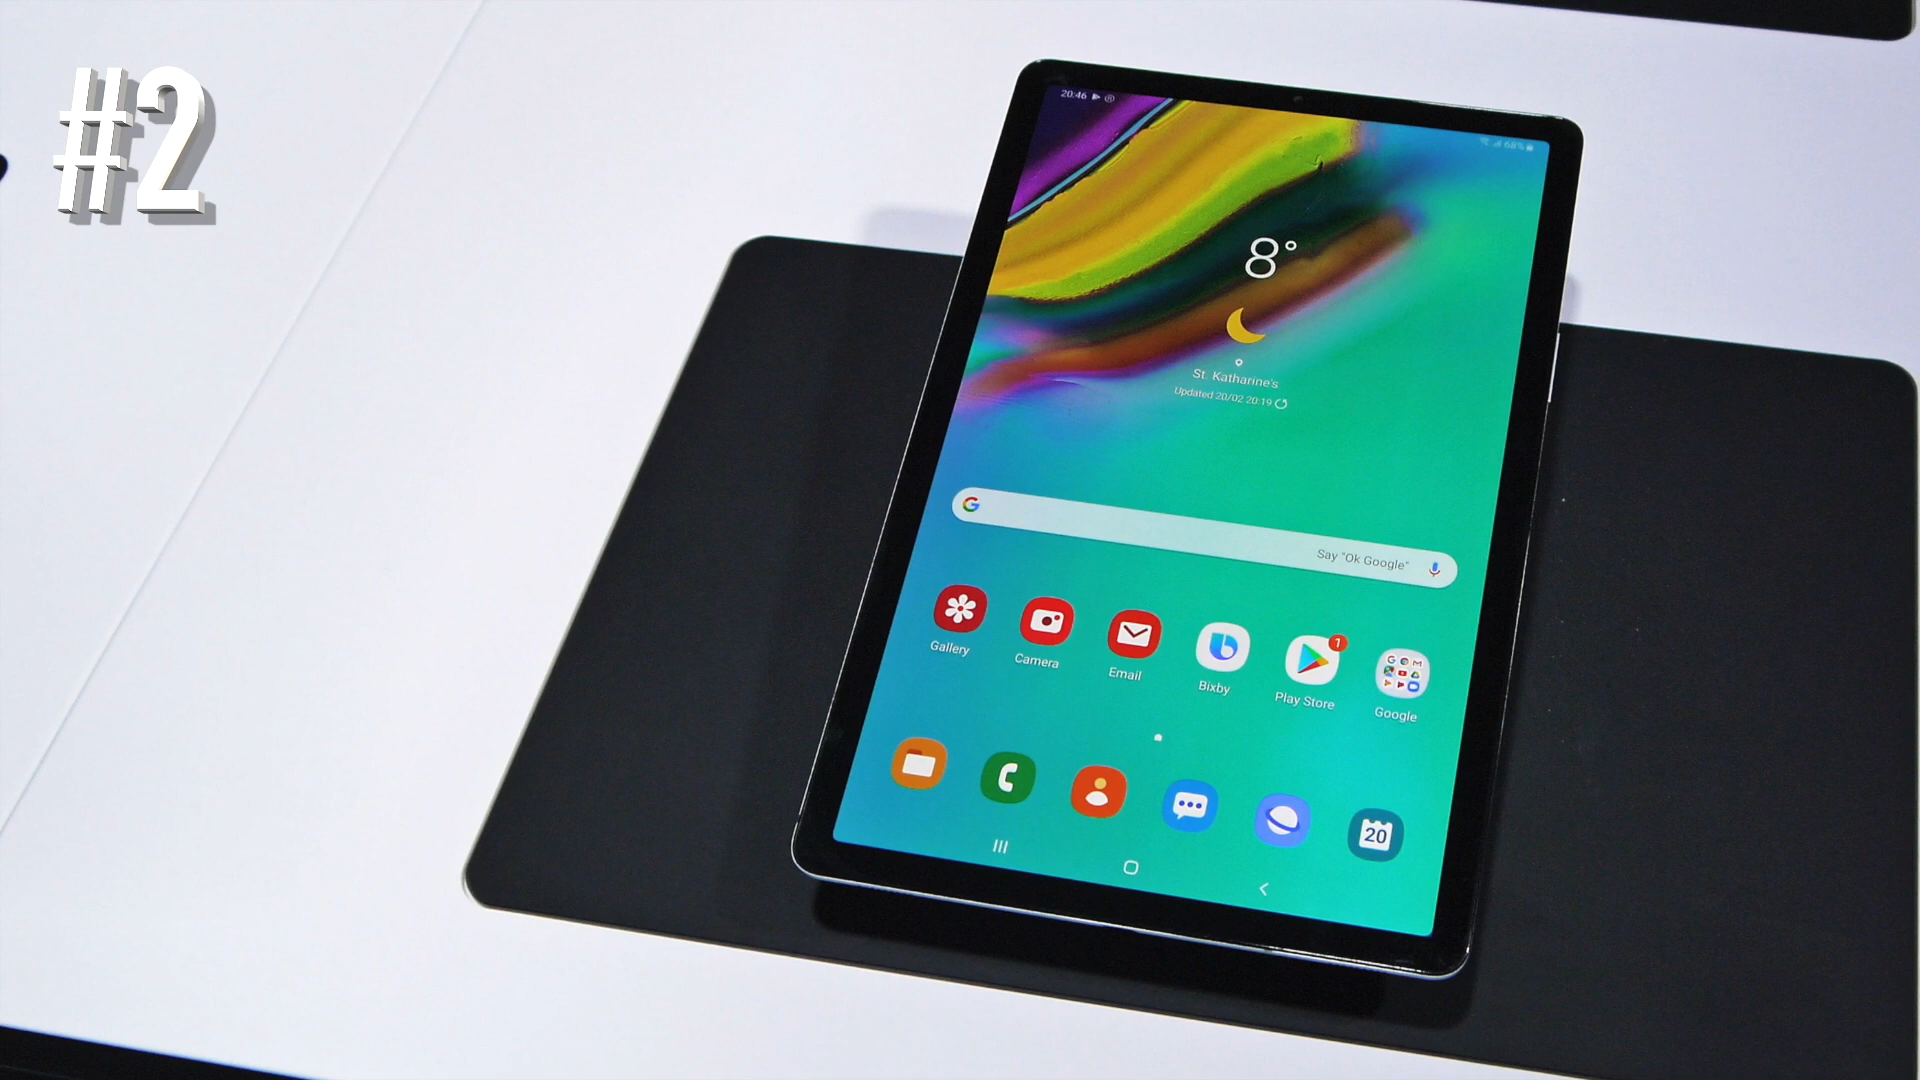 #2
20:46
68%
8°
St. Katharine's
Updated 20/02 20:19
G
Say "Ok Google"
1
Gallery
Camera
Email
Bixby
Play Store
Google
20